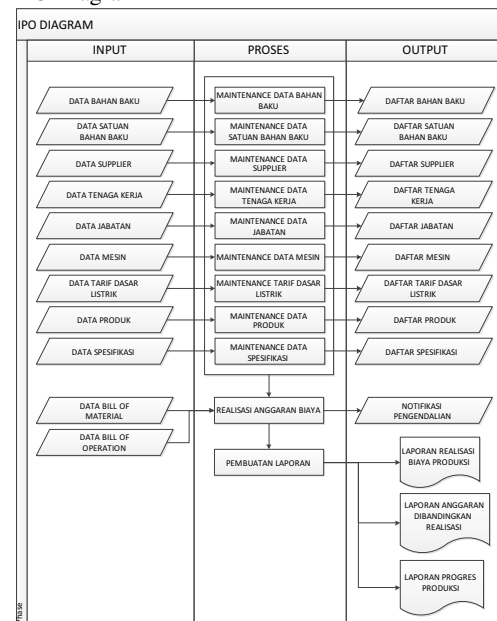 IPO DIAGRAM
INPUT
PROSES
OUTPUT
DATA BAHAN BAKU
MAINTENANCE DATA BAHAN
BAKU
DAFTAR BAHAN BAKU
DATA SATUAN
BAHAN BAKU
MAINTENANCE DATA
SATUAN BAHAN BAKU
DAFTAR SATUAN
BAHAN BAKU
DATA SUPPLIER
MAINTENANCE DATA
SUPPLIER
DAFTAR SUPPLIER
DATA TENAGA KERJA
MAINTENANCE DATA
TENAGA KERJA
DAFTAR TENAGA
KERJA
DATA JABATAN
MAINTENANCE DATA
JABATAN
DAFTAR JABATAN
DATA MESIN
MAINTENANCE DATA MESIN
DAFTAR MESIN
DATA TARIF DASAR
LISTRIK
MAINTENANCE TARIF DASAR
LISTRIK
DAFTAR TARIF DASAR
LISTRIK
DATA PRODUK
MAINTENANCE DATA
PRODUK
DAFTAR PRODUK
DATA SPESIFIKASI
MAINTENANCE DATA
SPESIFIKASI
DAFTAR SPESIFIKASI
DATA BILL OF
MATERIAL
REALISASI ANGGARAN BIAYA
NOTIFIKASI
PENGENDALIAN
DATA BILL OF
OPERATION
PEMBUATAN LAPORAN
LAPORAN REALISASI
BIAYA PRODUKSI
LAPORAN ANGGARAN
DIBANDINGKAN
REALISASI
LAPORAN PROGRES
PRODUKSI